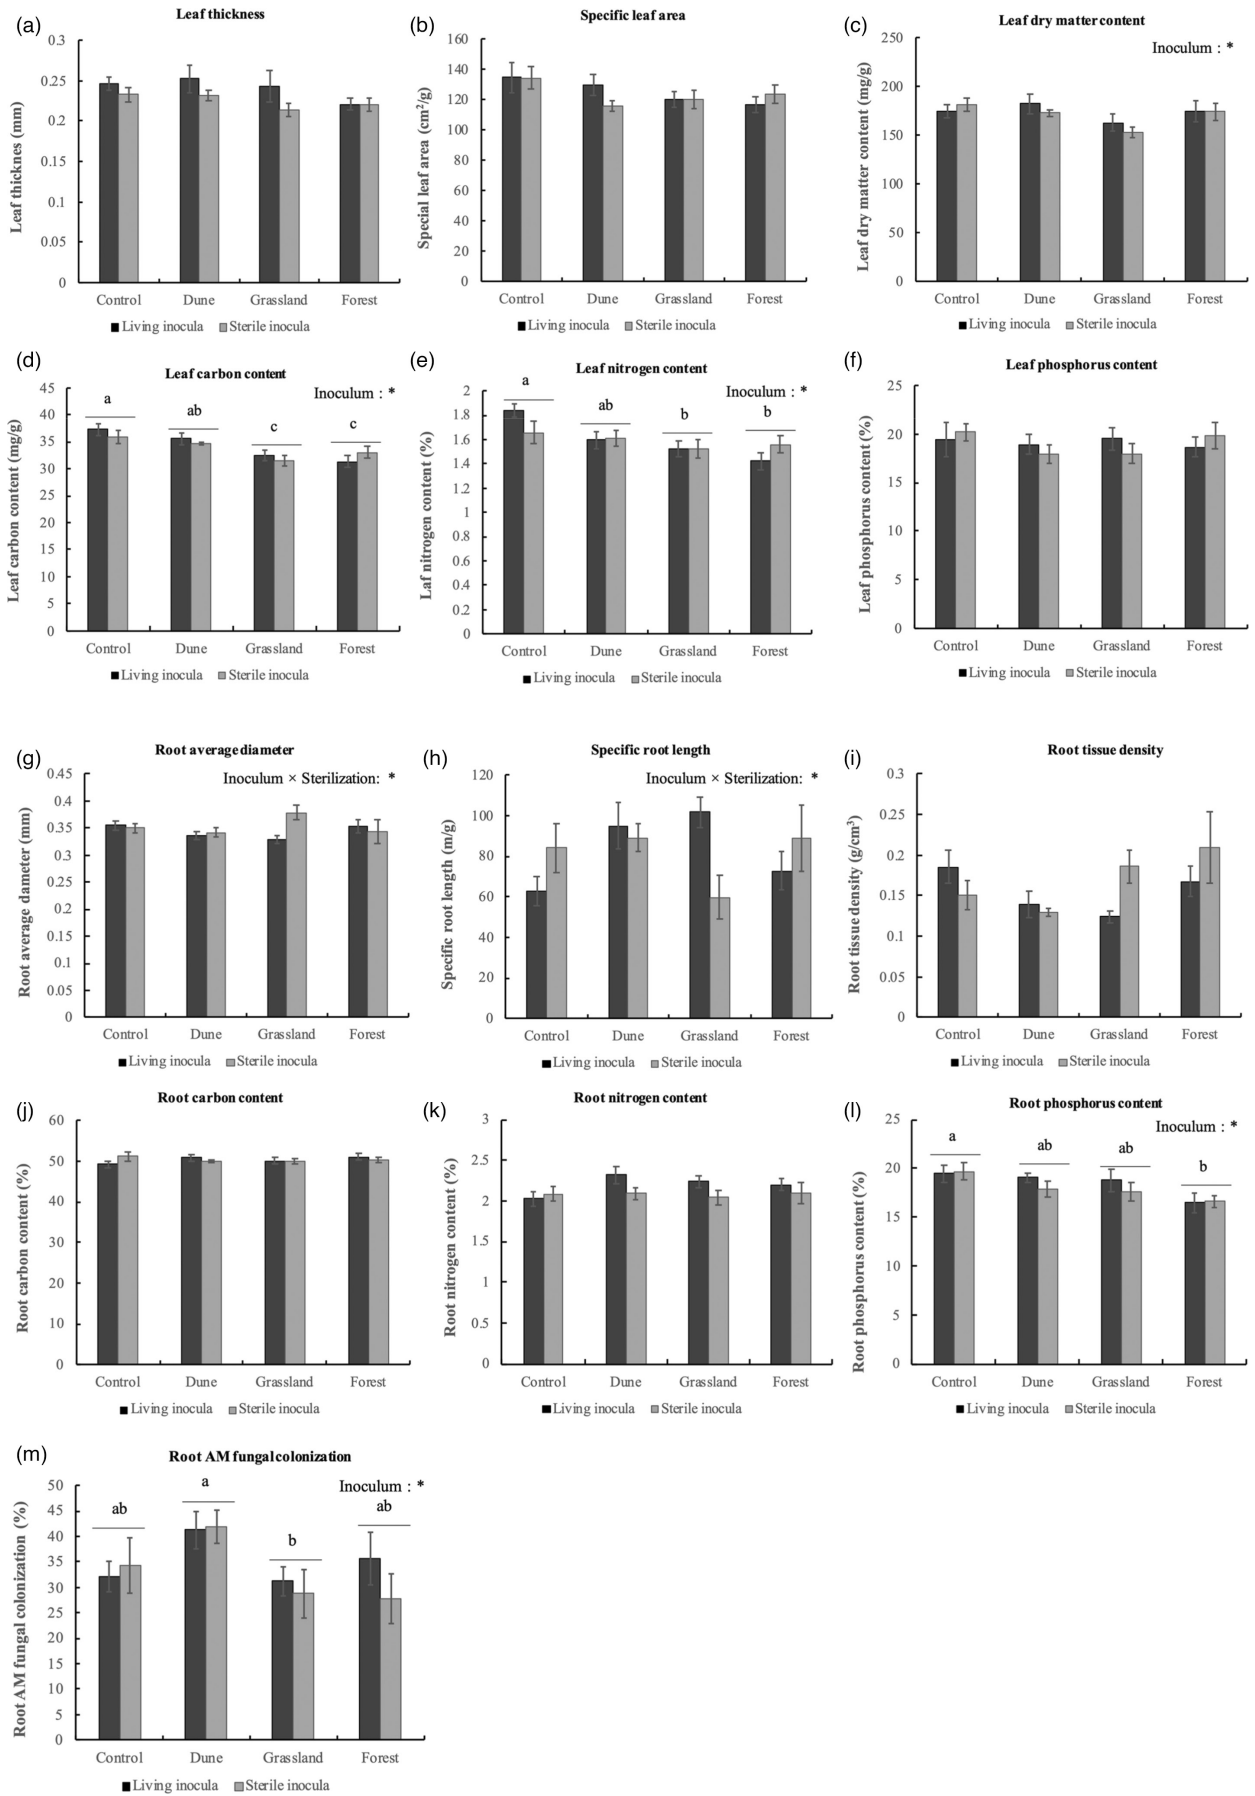 (a)
Leaf thickness
Leaf thicknes (mm)
0.3
0.25
0.2
0.15
0.1
0.05
0
Control Dune Grassland Forest
Living inocula Sterile inocula
(b)
Specific leaf area
Special leaf area (cm²/g)
160
140
120
100
80
60
40
20
0
Control Dune Grassland Forest
Living inocula Sterile inocula
(c)
Leaf dry matter content
Inoculum : *
Leaf dry matter content (mg/g)
250
200
150
100
50
0
Control Dune Grassland Forest
Living inocula Sterile inocula
(d)
Leaf carbon content
Inoculum : *
Leaf carbon content (mg/g)
45
40
35
30
25
20
15
10
5
0
a ab c c
Control Dune Grassland Forest
Living inocula Sterile inocula
(e)
Leaf nitrogen content
Inoculum : *
Laf nitrogen content (%)
2
1.8
1.6
1.4
1.2
1
0.8
0.6
0.4
0.2
0
a ab b b
Control Dune Grassland Forest
Living inocula Sterile inocula
(f)
Leaf phosphorus content
Leaf phosphorus content (%)
25
20
15
10
5
0
Control Dune Grassland Forest
Living inocula Sterile inocula
(g)
Root average diameter
Inoculum × Sterilization: *
Root average dameter (mm)
0.45
0.4
0.35
0.3
0.25
0.2
0.15
0.1
0.05
0
Control Dune Grassland Forest
Living inocula Sterile inocula
(h)
Specific root length
Inoculum × Sterilization: *
Specific root length (m/g)
120
100
80
60
40
20
0
Control Dune Grassland Forest
Living inocula Sterile inocula
(i)
Root tissue density
Root tissue density (g/cm³)
0.3
0.25
0.2
0.15
0.1
0.05
0
Control Dune Grassland Forest
Living inocula Sterile inocula
(j)
Root carbon content
Root carbon content (%)
60
50
40
30
20
10
0
Control Dune Grassland Forest
Living inocula Sterile inocula
(k)
Root nitrogen content
Root nitrogen content (%)
3
2.5
2
1.5
1
0.5
0
Control Dune Grassland Forest
Living inocula Sterile inocula
(l)
Root phosphorus content
Inoculum : *
Root phosphorus content (%)
25
20
15
10
5
0
a ab ab b
Control Dune Grassland Forest
Living inocula Sterile inocula
(m)
Root AM fungal colonization
Inoculum : *
Root AM fungal colonization (%)
50
45
40
35
30
25
20
15
10
5
0
ab a b ab
Control Dune Grassland Forest
Living inocula Sterile inocula